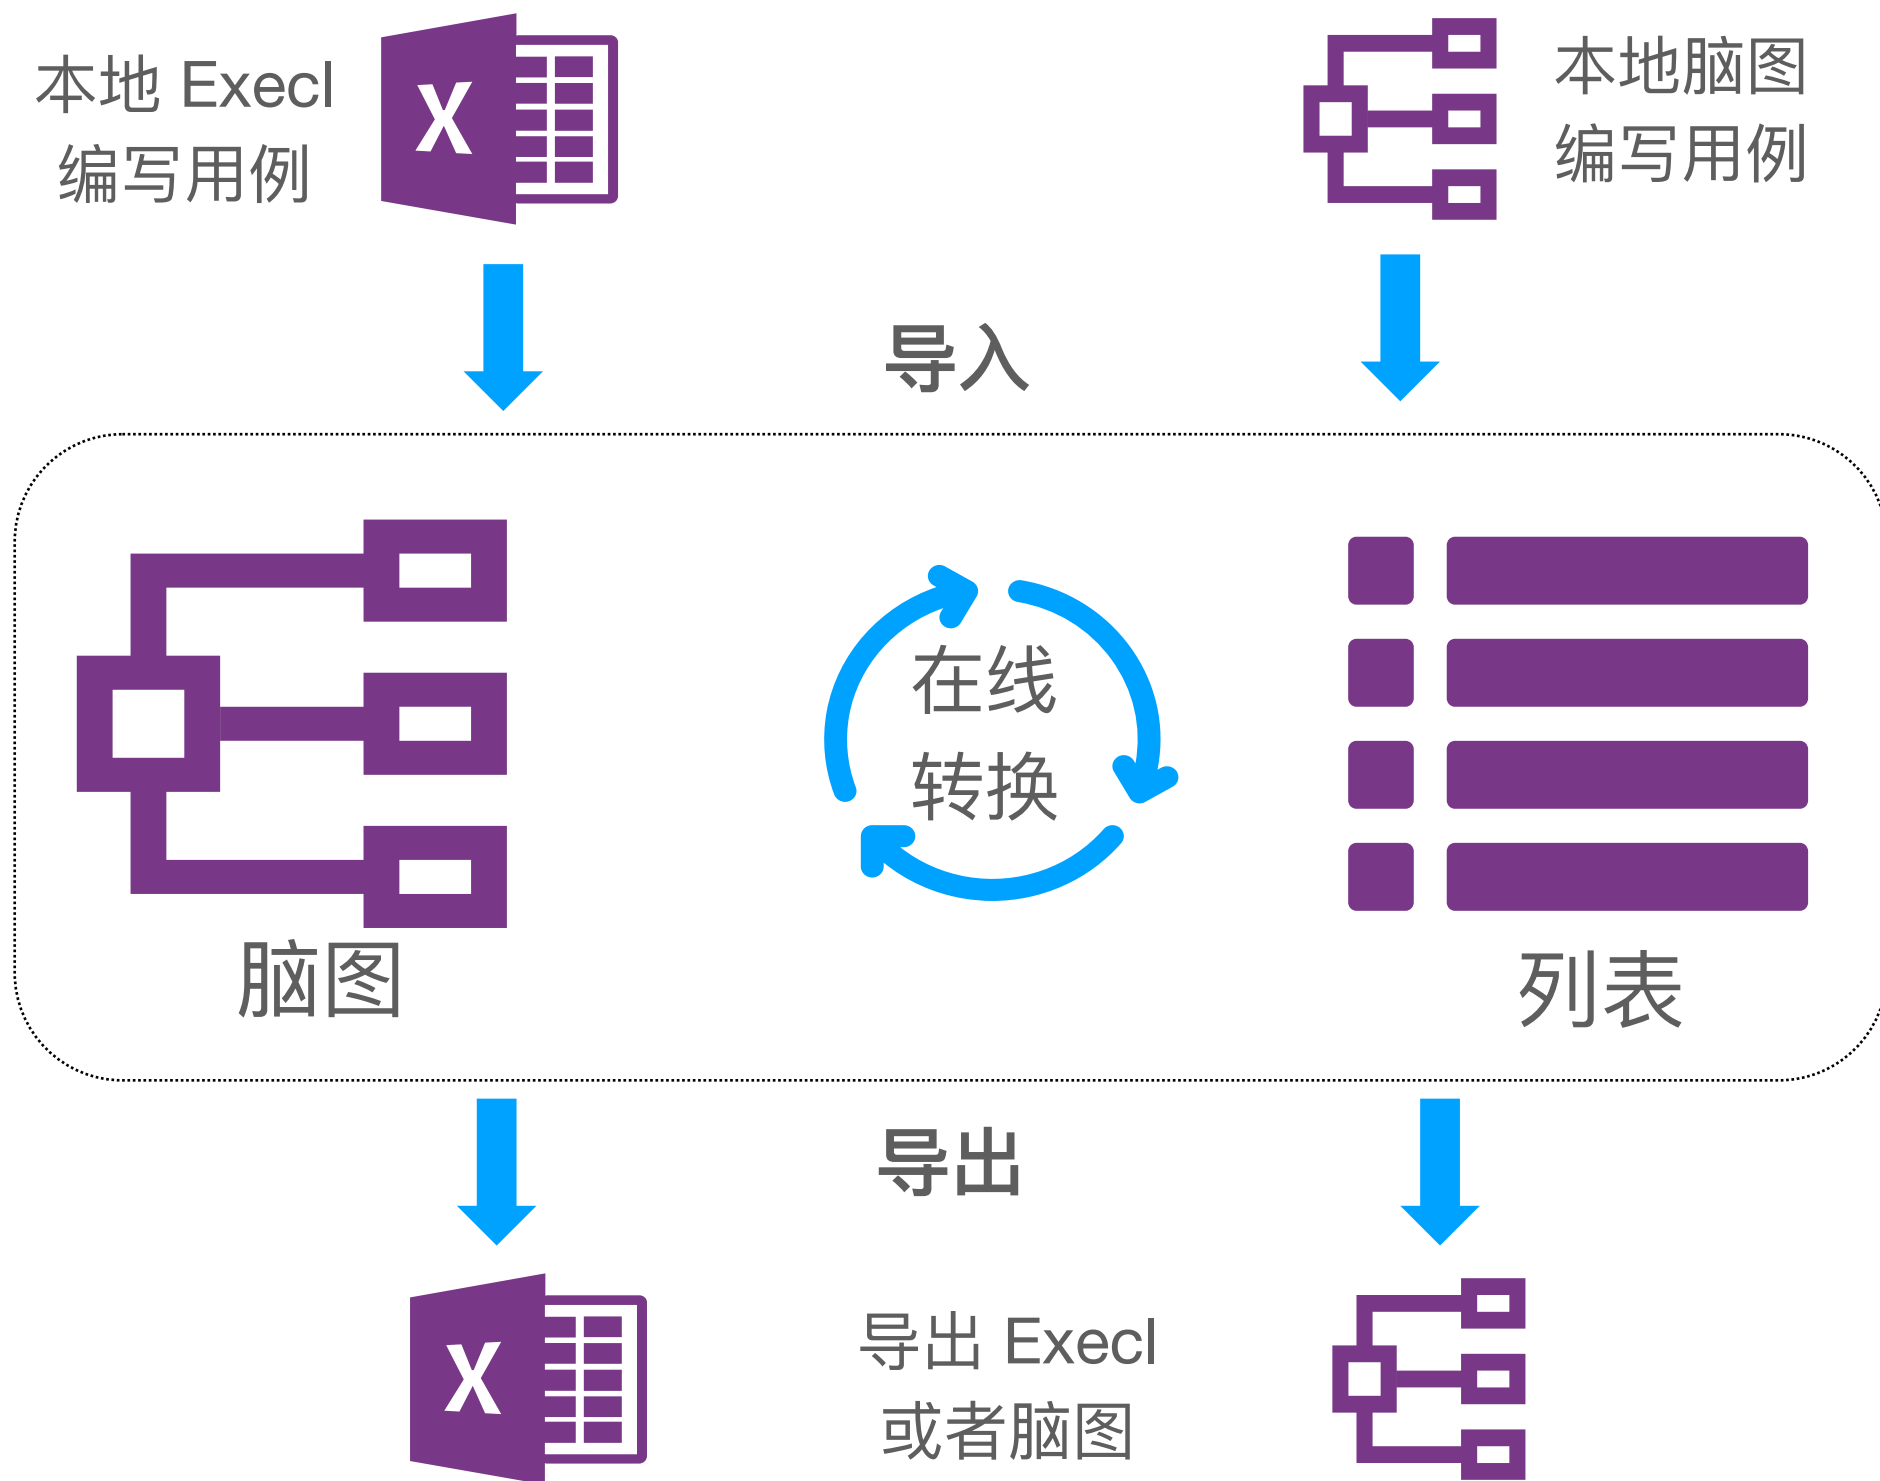 本地 Execl
编写用例
X
本地脑图
编写用例
导入
在线
转换
脑图
列表
导出
X
导出 Execl
或者脑图